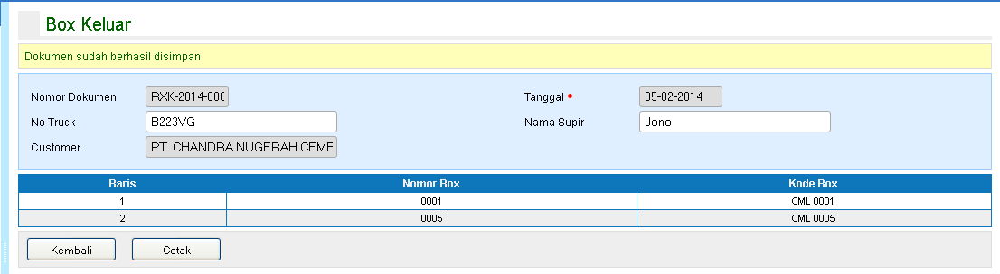 Box Keluar
Dokumen sudah berhasil disimpan
Nomor Dokumen RXK-2014-000 Tanggal • 05-02-2014
No Truck B223VG Nama Supir Jono
Customer PT. CHANDRA NUGERAH CEME
Baris Nomor Box Kode Box
1 0001 CML 0001
2 0005 CML 0005
Kembali Cetak